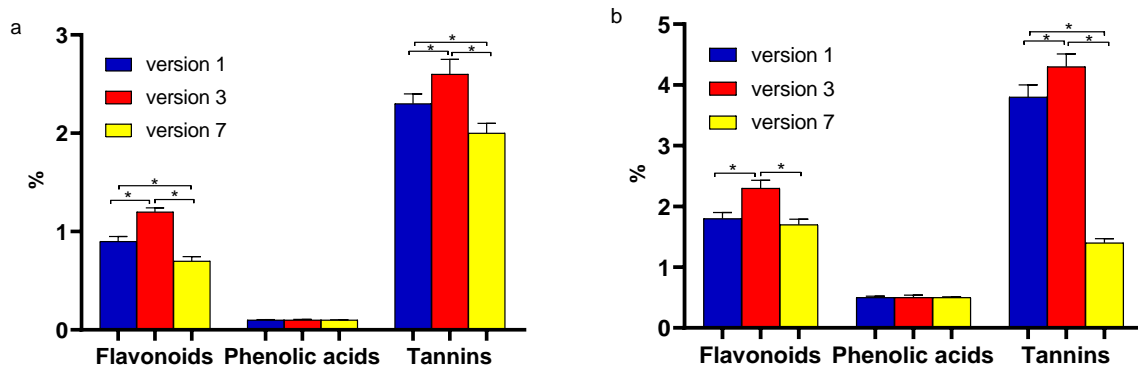 a
3
2
1
0
%
version 1
version 3
version 7
*
* *
*
* *
Flavonoids Phenolic acids Tannins
b
5
4
3
2
1
0
%
version 1
version 3
version 7
* *
*
* *
Flavonoids Phenolic acids Tannins